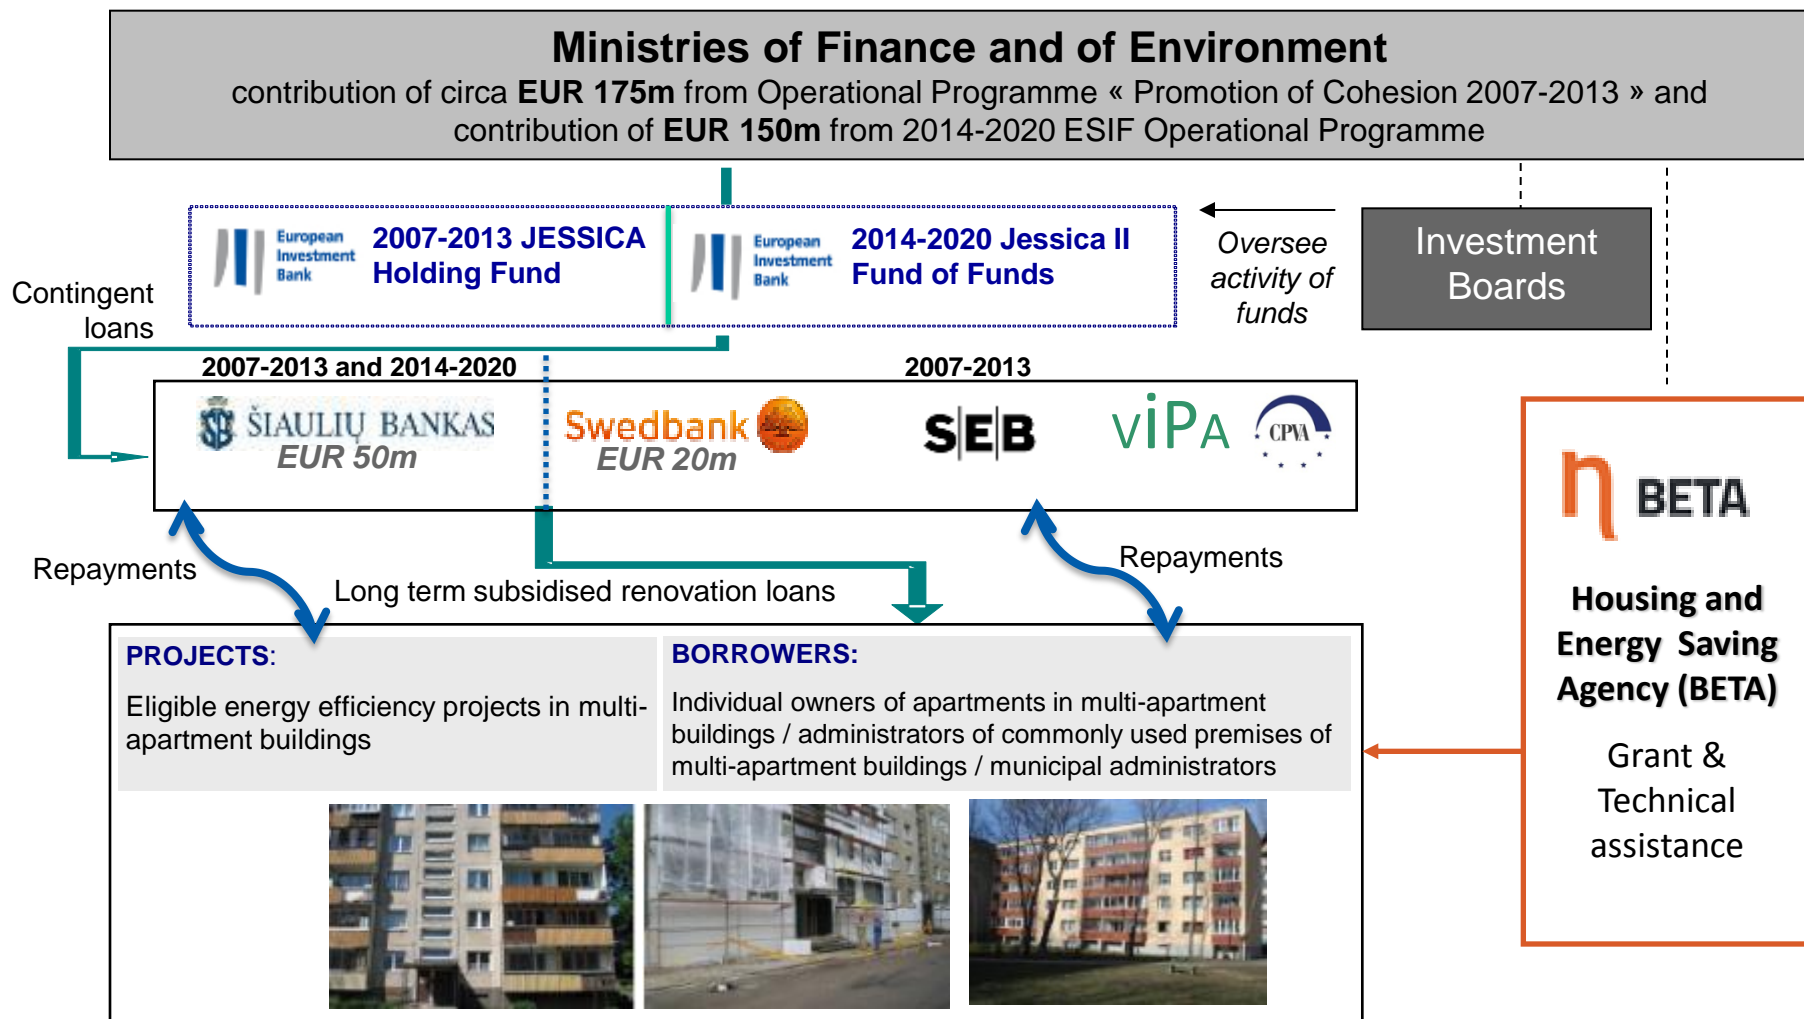 Ministries of Finance and of Environment
contribution of circa EUR 175m from Operational Programme « Promotion of Cohesion 2007-2013 » and
contribution of EUR 150m from 2014-2020 ESIF Operational Programme
European
Investment
Bank
2007-2013 JESSICA
Holding Fund
European
Investment
Bank
2014-2020 Jessica II
Fund of Funds
Oversee
activity of
funds
Investment
Boards
Contingent
loans
2007-2013 and 2014-2020
2007-2013
ŠB ŠIAULIŲ BANKAS
EUR 50m
Swedbank
EUR 20m
SEB
viPA
CPVA
Repayments
Long term subsidised renovation loans
Repayments
PROJECTS:
Eligible energy efficiency projects in multi-
apartment buildings
BORROWERS:
Individual owners of apartments in multi-apartment
buildings / administrators of commonly used premises of
multi-apartment buildings / municipal administrators
η BETA
Housing and
Energy Saving
Agency (BETA)
Grant &
Technical
assistance